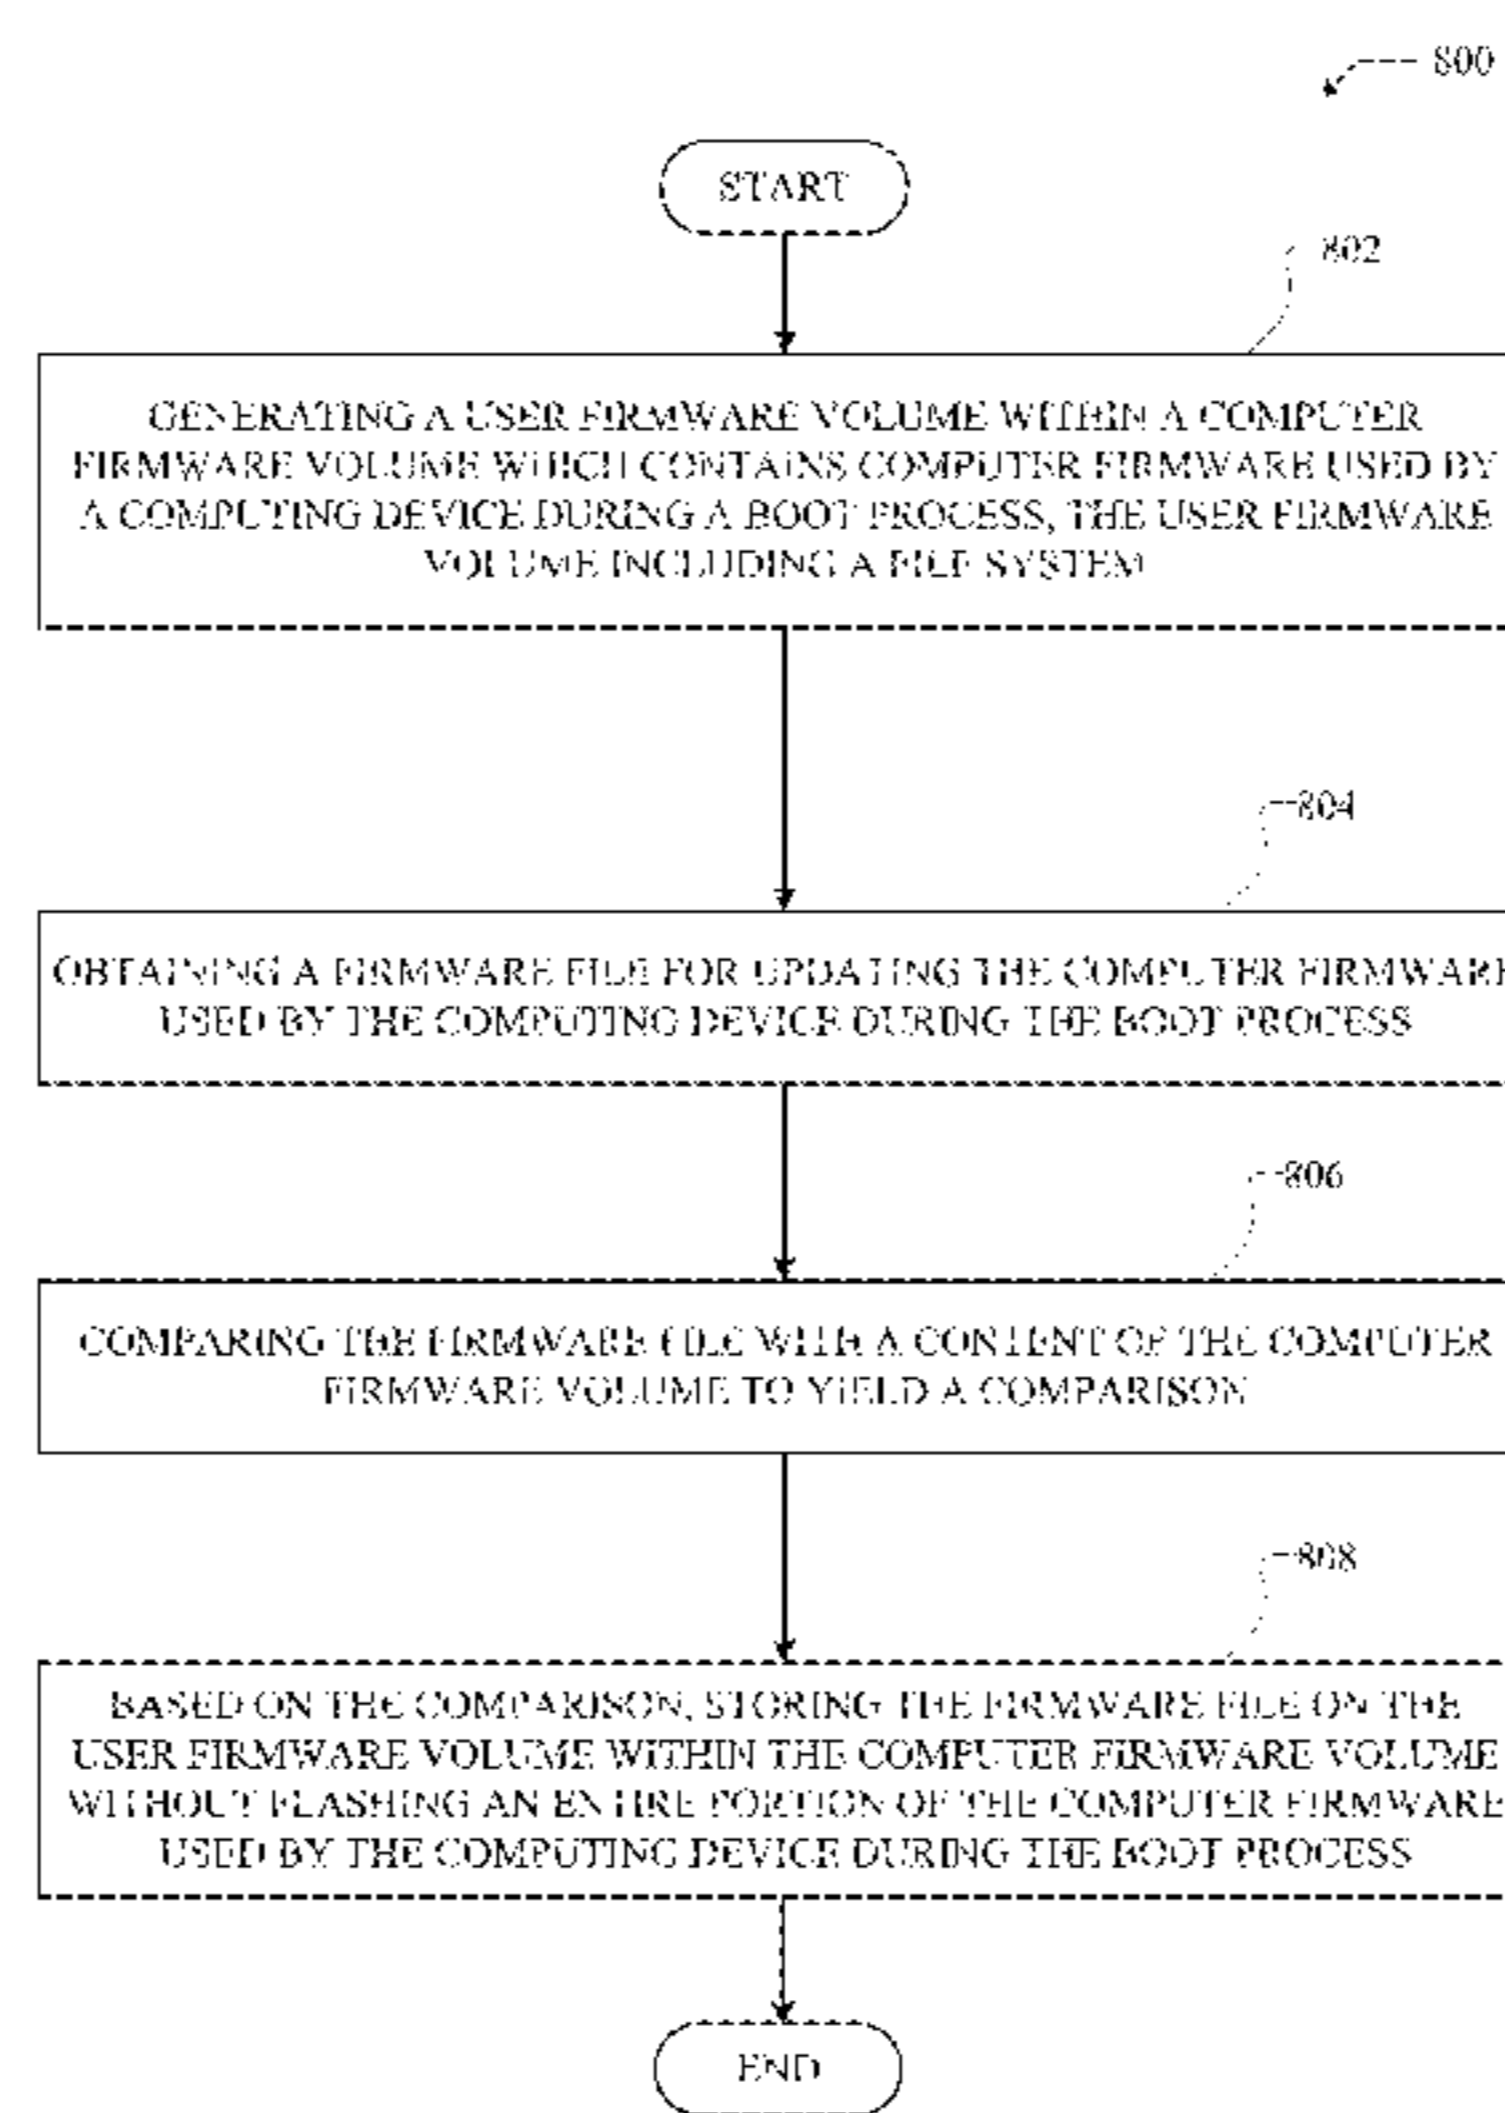 800
START
802
GENERATING A USER FIRMWARE VOLUME WITHIN A COMPUTER
FIRMWARE VOLUME WHICH CONTAINS COMPUTER FIRMWARE USED BY
A COMPUTING DEVICE DURING A BOOT PROCESS, THE USER FIRMWARE
VOLUME INCLUDING A FILE SYSTEM
804
OBTAINING A FIRMWARE FILE FOR UPDATING THE COMPUTER FIRMWARE
USED BY THE COMPUTING DEVICE DURING THE BOOT PROCESS
806
COMPARING THE FIRMWARE FILE WITH A CONTENT OF THE COMPUTER
FIRMWARE VOLUME TO YIELD A COMPARISON
808
BASED ON THE COMPARISON, STORING THE FIRMWARE FILE ON THE
USER FIRMWARE VOLUME WITHIN THE COMPUTER FIRMWARE VOLUME
WITHOUT FLASHING AN ENTIRE PORTION OF THE COMPUTER FIRMWARE
USED BY THE COMPUTING DEVICE DURING THE BOOT PROCESS
END